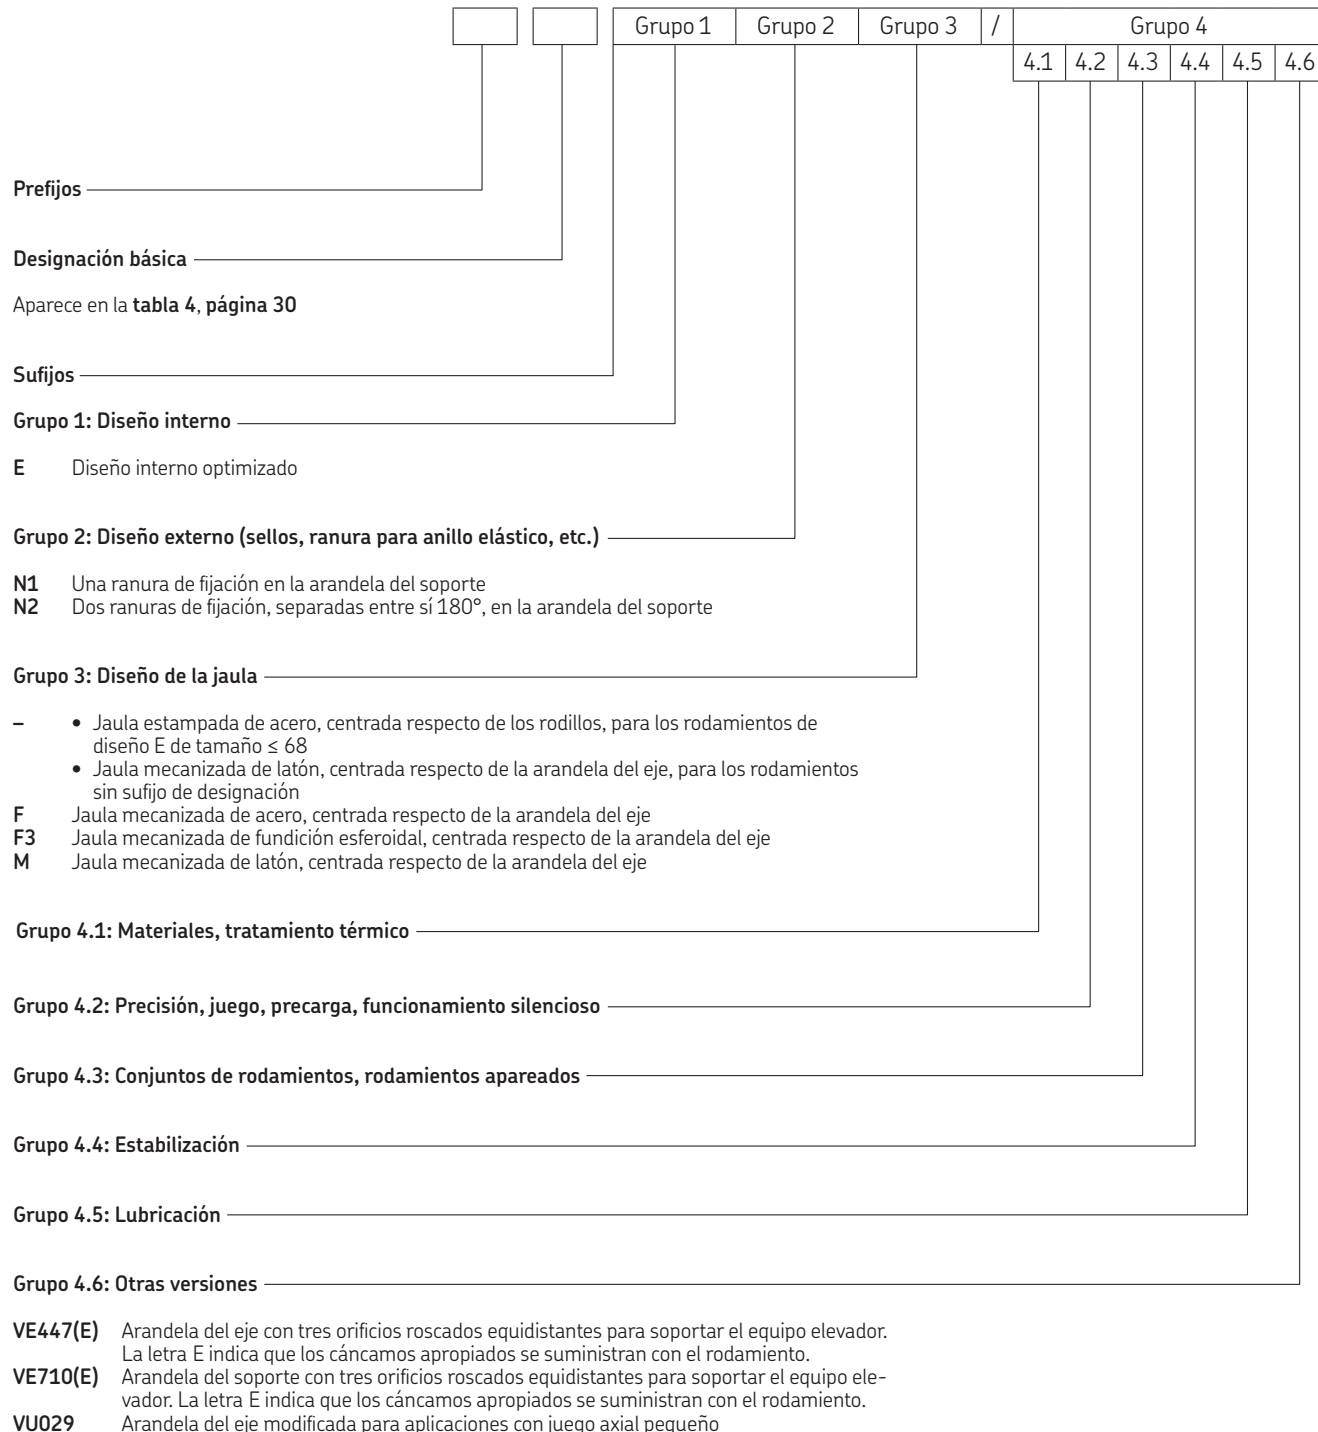 Grupo 1 Grupo 2 Grupo 3 / Grupo 4
4.1 4.2 4.3 4.4 4.5 4.6
Prefijos
Designación básica
Aparece en la tabla 4, página 30
Sufijos
Grupo 1: Diseño interno
E Diseño interno optimizado
Grupo 2: Diseño externo (sellos, ranura para anillo elástico, etc.)
N1 Una ranura de fijación en la arandela del soporte
N2 Dos ranuras de fijación, separadas entre sí 180°, en la arandela del soporte
Grupo 3: Diseño de la jaula
– • Jaula estampada de acero, centrada respecto de los rodillos, para los rodamientos de
diseño E de tamaño ≤ 68
• Jaula mecanizada de latón, centrada respecto de la arandela del eje, para los rodamientos
sin sufijo de designación
F Jaula mecanizada de acero, centrada respecto de la arandela del eje
F3 Jaula mecanizada de fundición esferoidal, centrada respecto de la arandela del eje
M Jaula mecanizada de latón, centrada respecto de la arandela del eje
Grupo 4.1: Materiales, tratamiento térmico
Grupo 4.2: Precisión, juego, precarga, funcionamiento silencioso
Grupo 4.3: Conjuntos de rodamientos, rodamientos apareados
Grupo 4.4: Estabilización
Grupo 4.5: Lubricación
Grupo 4.6: Otras versiones
VE447(E) Arandela del eje con tres orificios roscados equidistantes para soportar el equipo elevador.
La letra E indica que los cáncamos apropiados se suministran con el rodamiento.
VE710(E) Arandela del soporte con tres orificios roscados equidistantes para soportar el equipo ele-
vador. La letra E indica que los cáncamos apropiados se suministran con el rodamiento.
VU029 Arandela del eje modificada para aplicaciones con juego axial pequeño